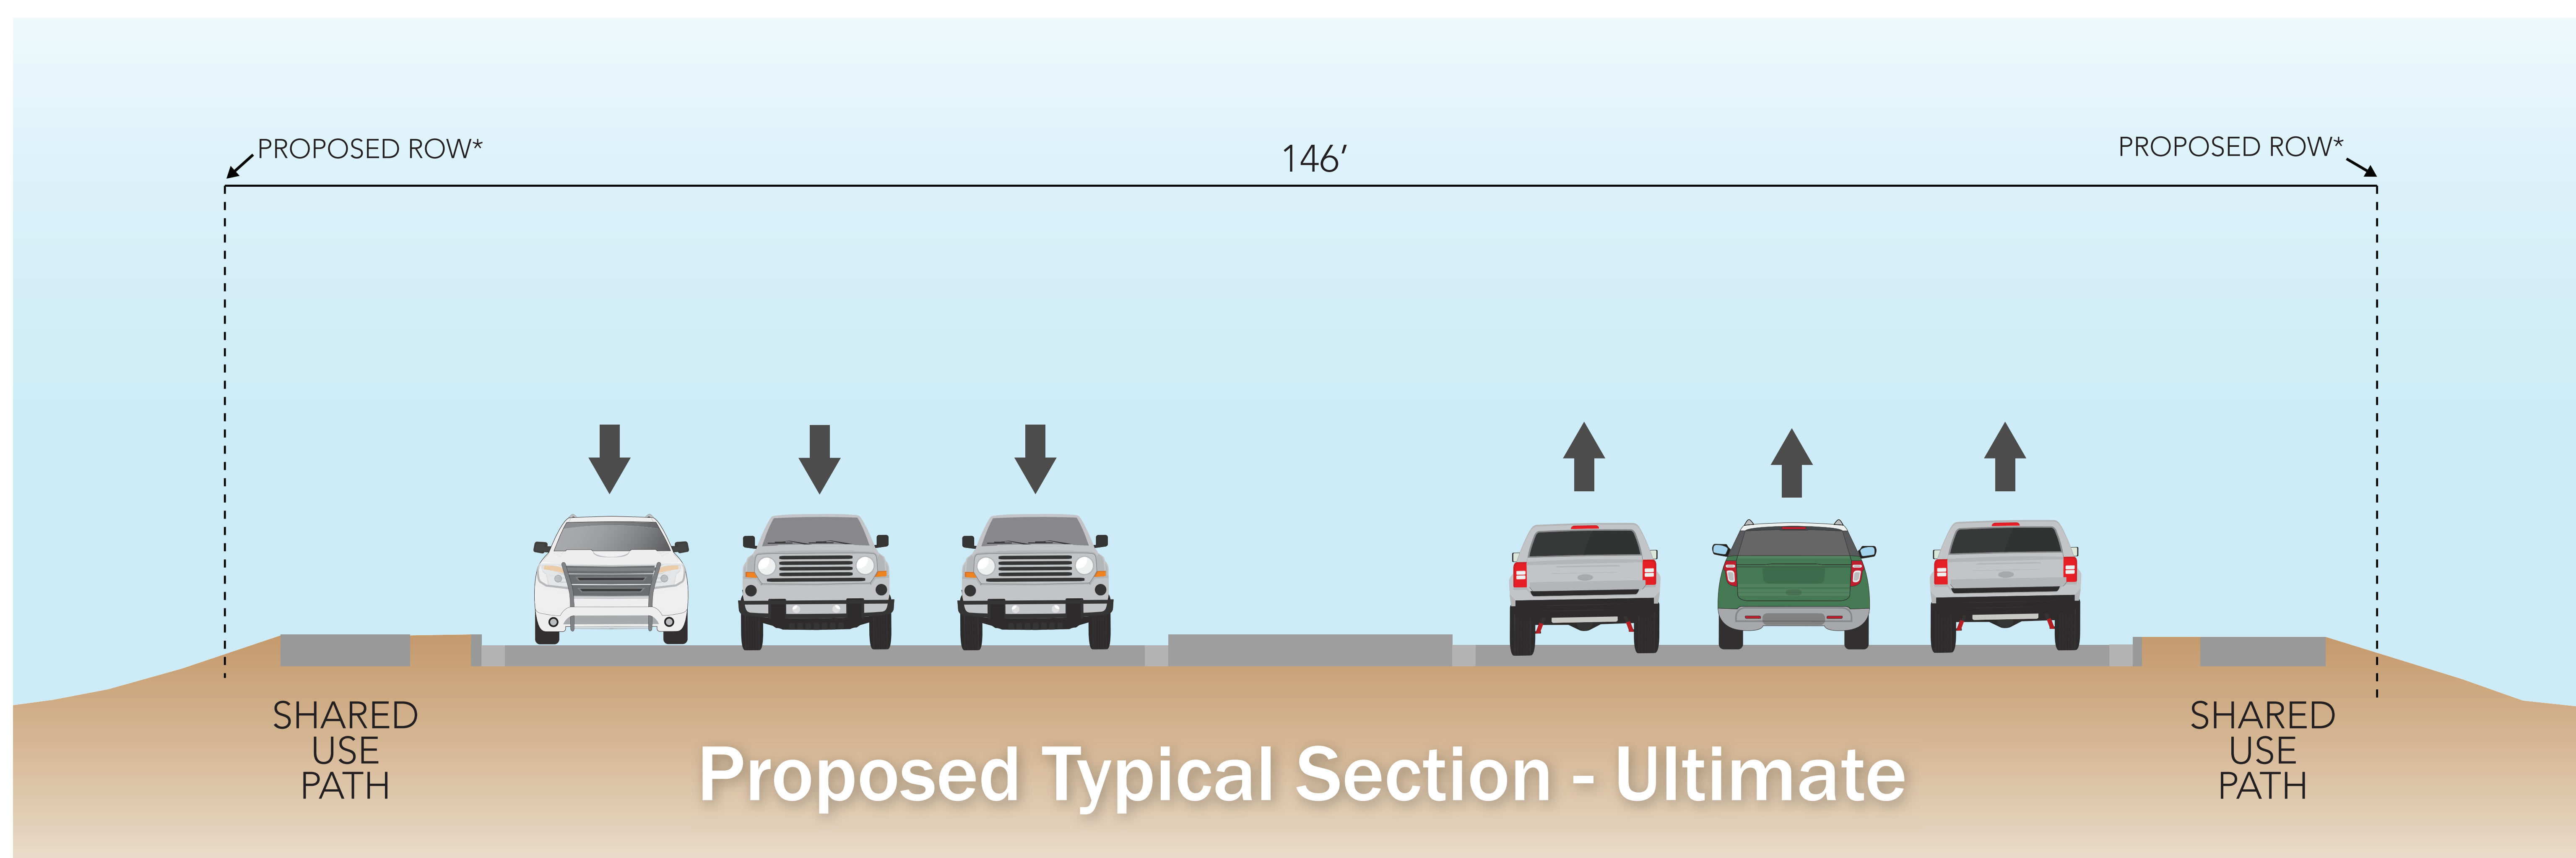 PROPOSED ROW*
146’
PROPOSED ROW*
SHARED
USE
PATH
SHARED
USE
PATH
Proposed Typical Section - Ultimate